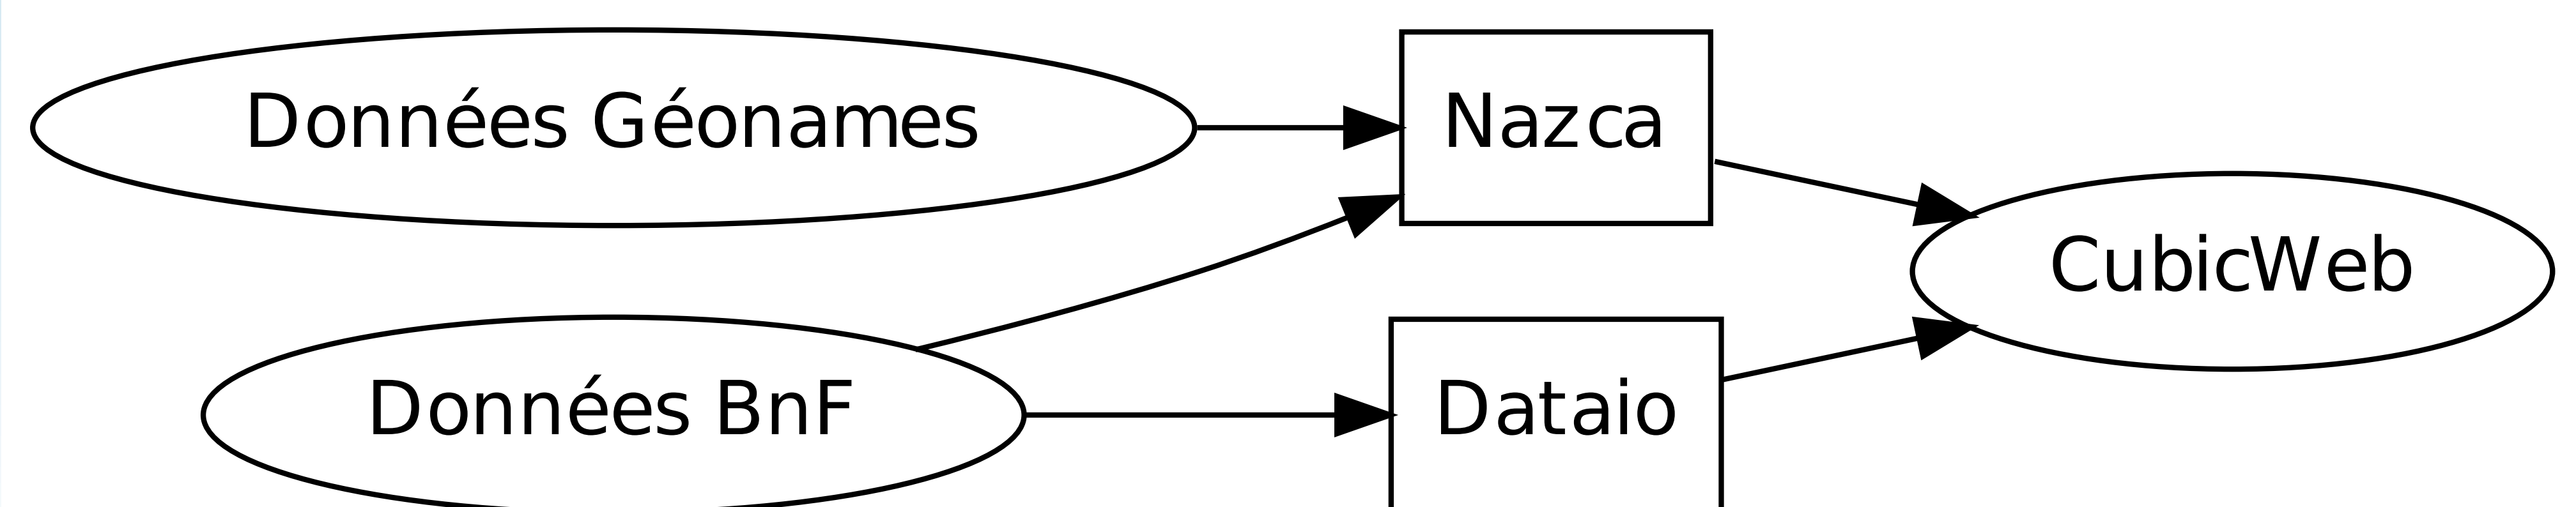 Données Géonames
Nazca
CubicWeb
Données BnF
Dataio